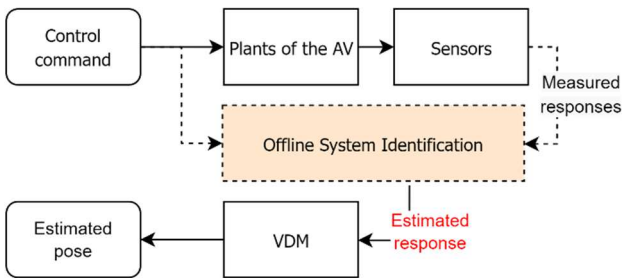 Control
command
Plants of the AV
Sensors
Measured
responses
Offline System Identification
Estimated
response
VDM
Estimated
pose